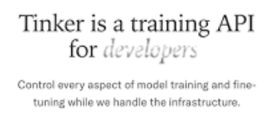 Tinker is a training API
for developers
Control every aspect of model training and fine-
tuning while we handle the infrastructure.